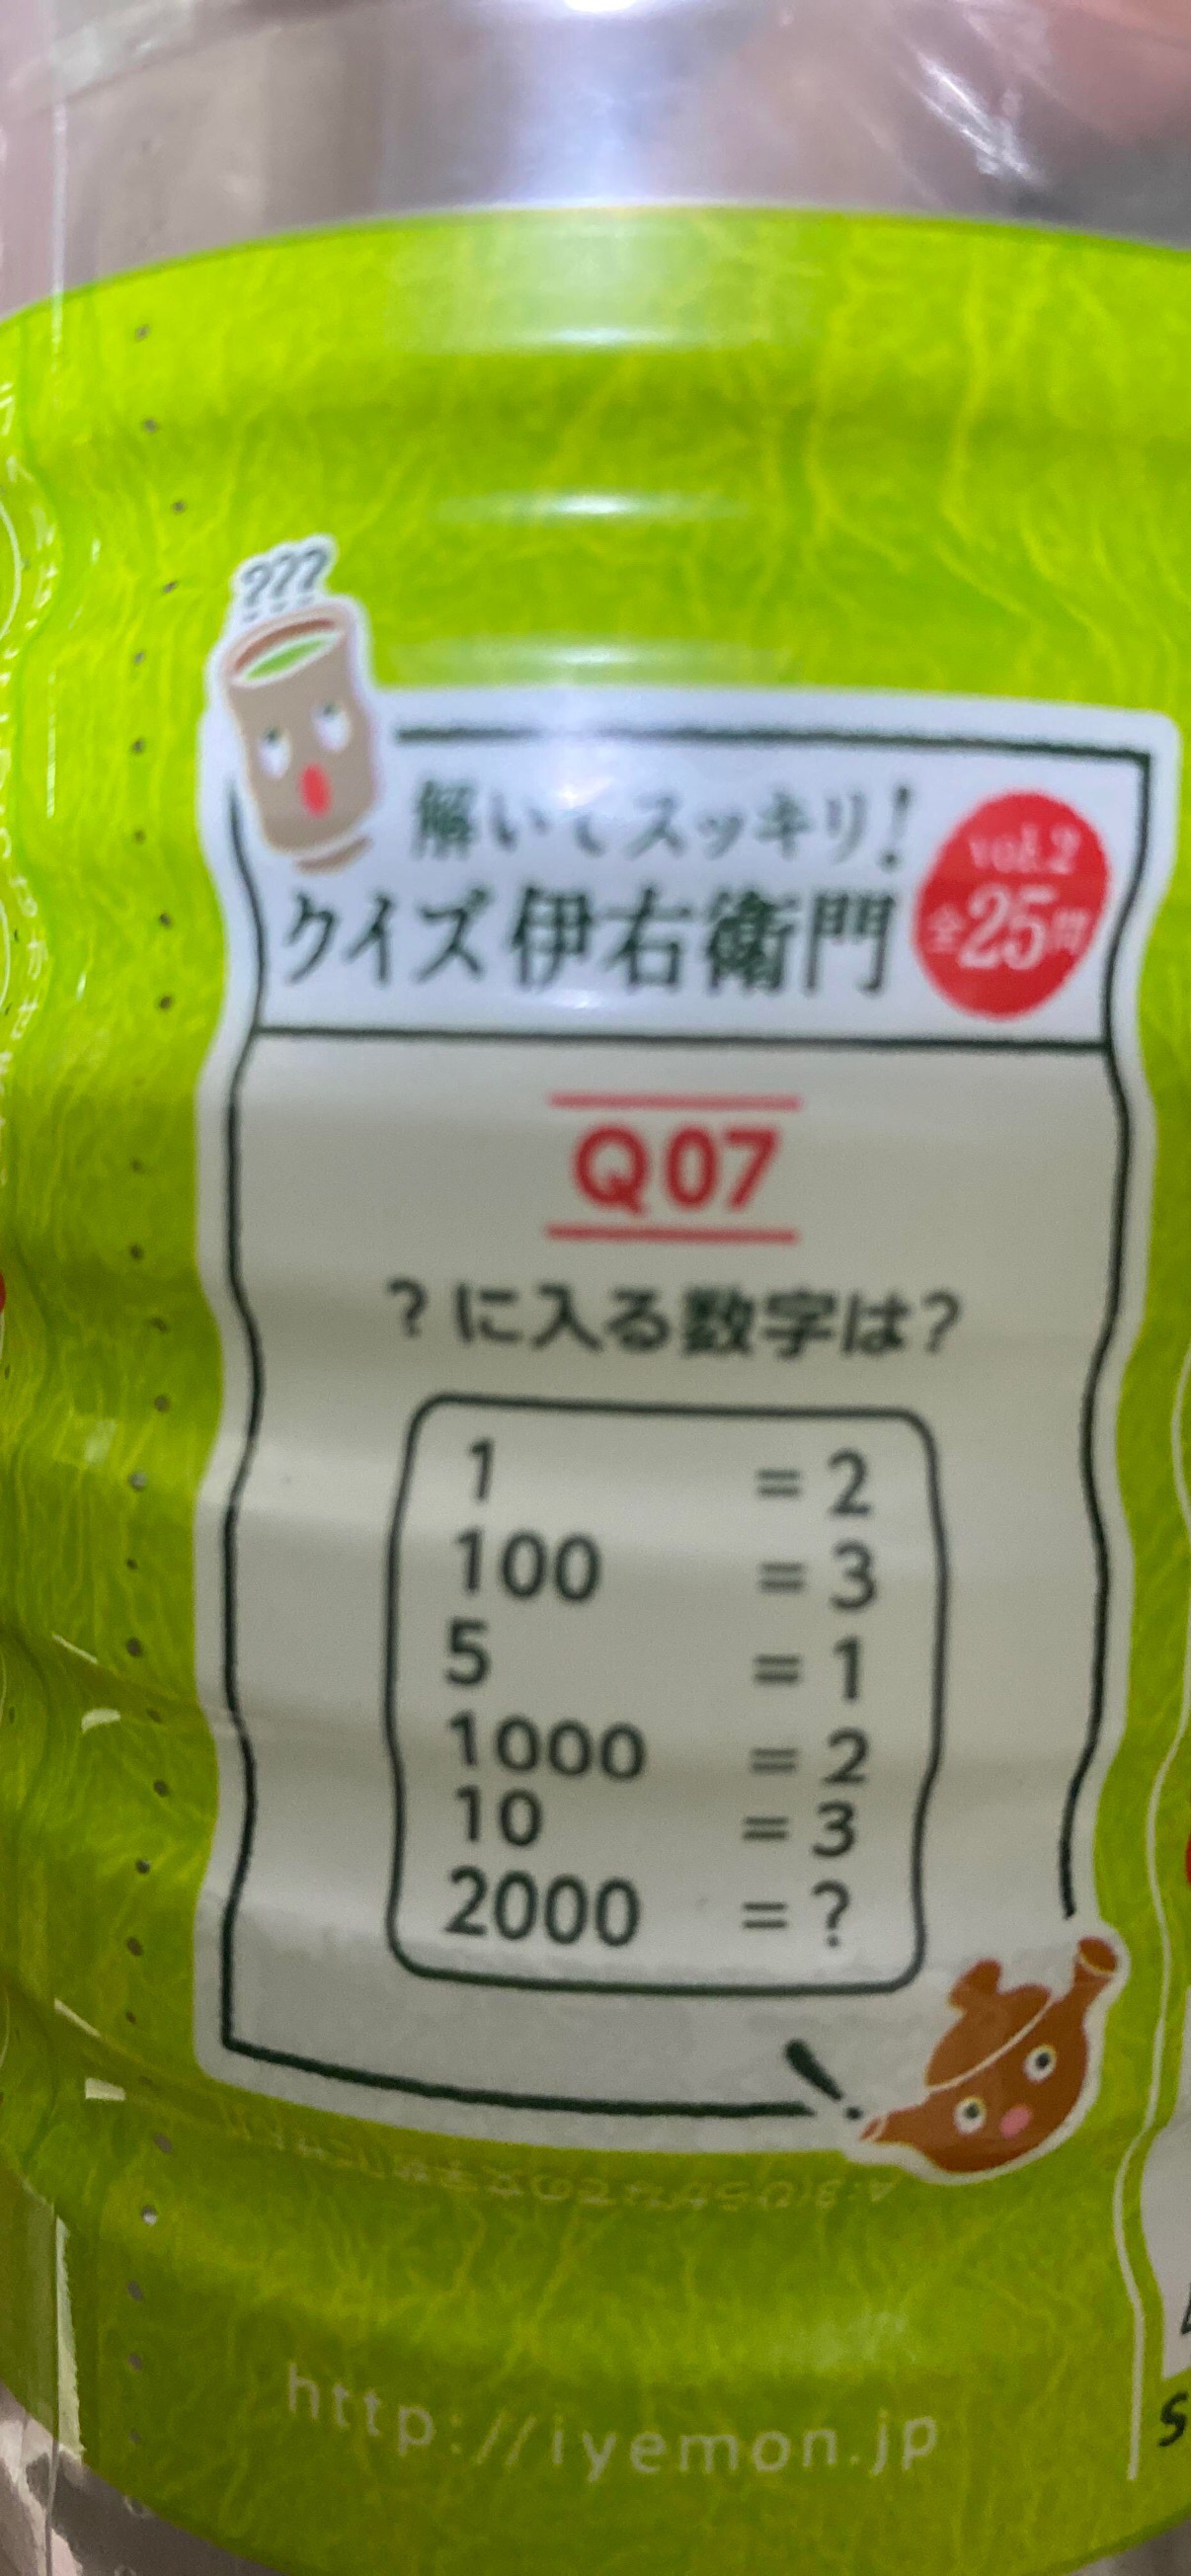 ???
解いてスッキリ!
クイズ伊右衛門
vol.2
全25問
Q07
?に入る数字は?
1 = 2
100 = 3
5 = 1
1000 = 2
10 = 3
2000 = ?
http://iyemon.jp